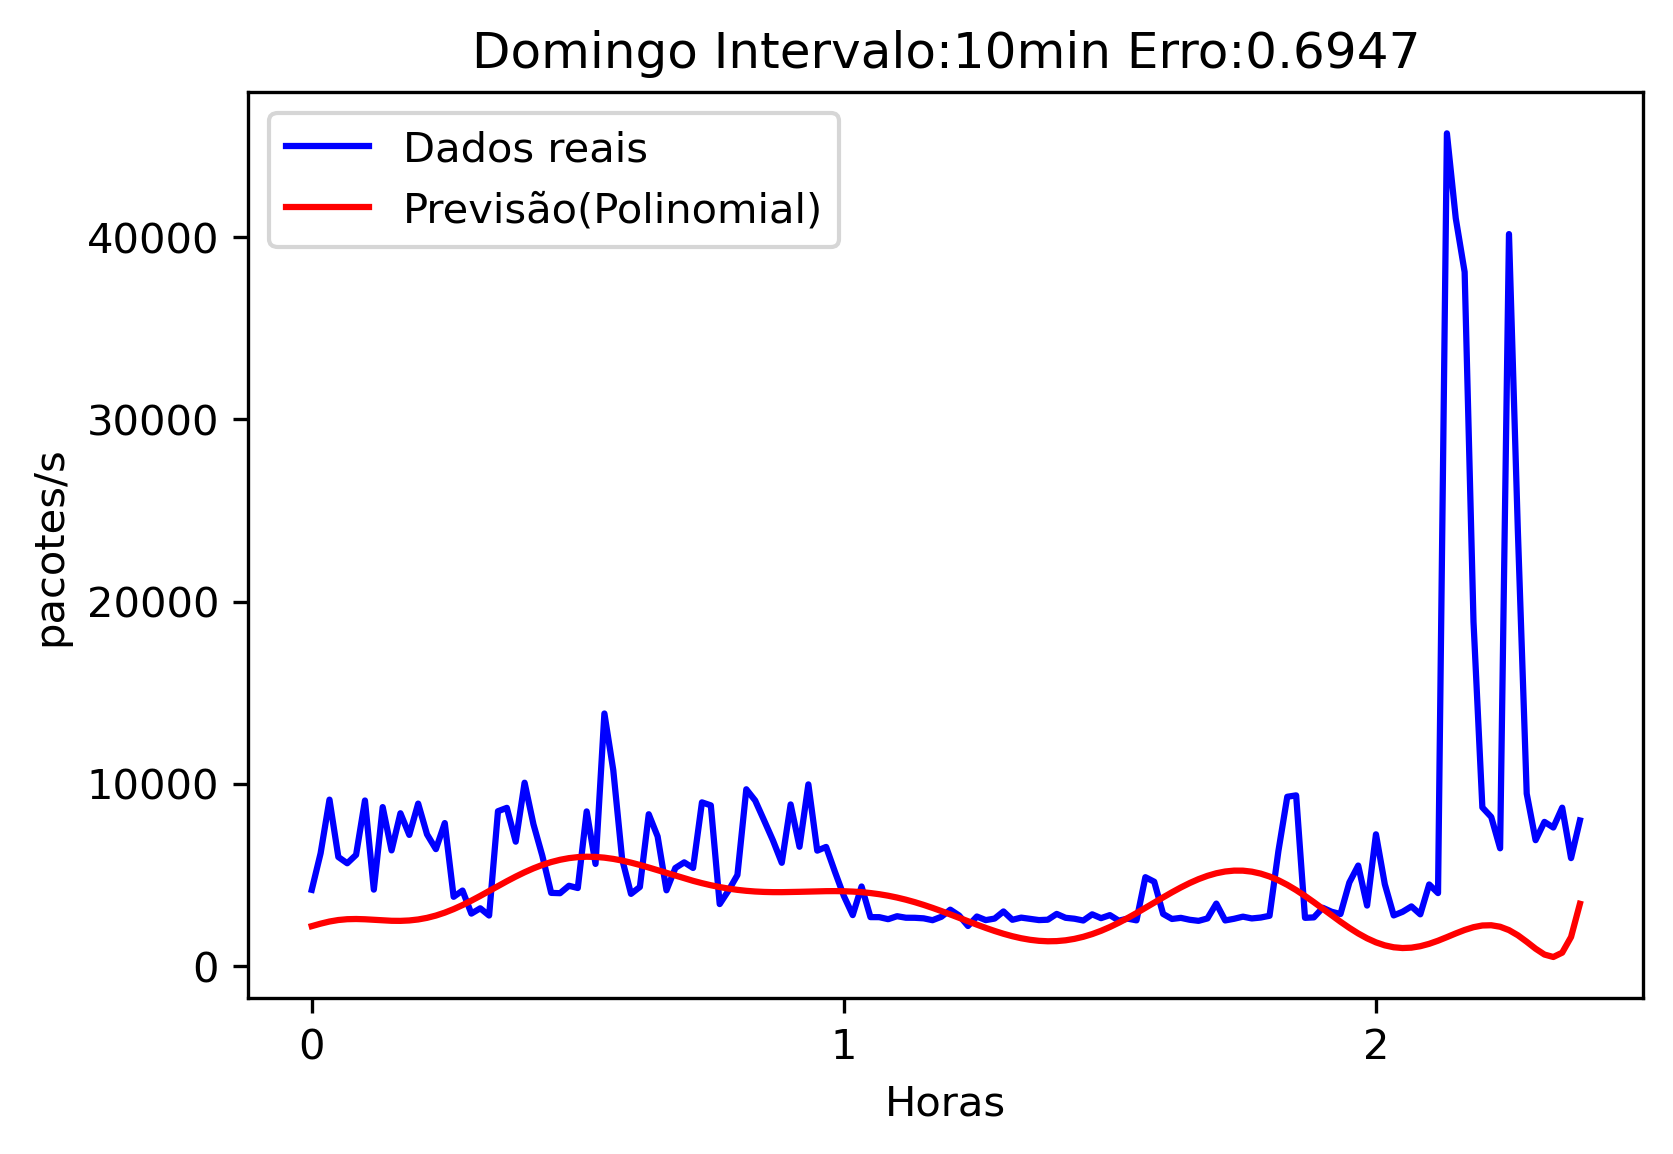 Domingo Intervalo:10min Erro:0.6947
Dados reais
Previsão(Polinomial)
40000
30000
20000
10000
0
pacotes/s
0 1 2
Horas